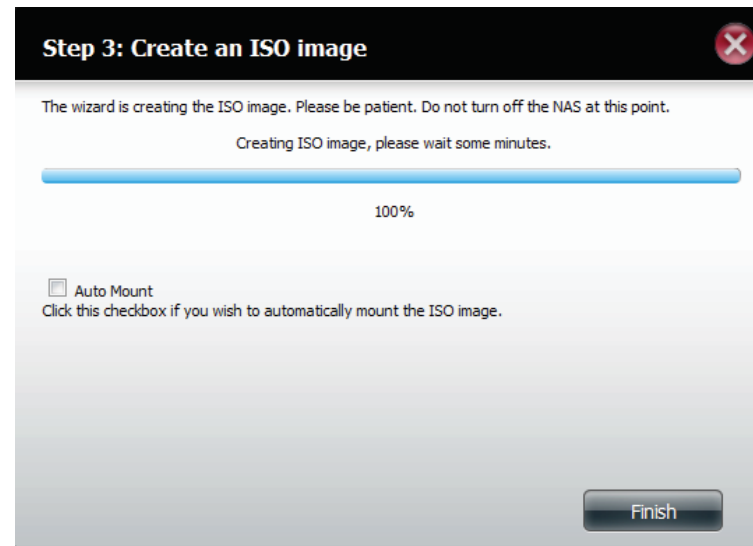 Step 3: Create an ISO image
The wizard is creating the ISO image. Please be patient. Do not turn off the NAS at this point.
Creating ISO image, please wait some minutes.
100%
Auto Mount
Click this checkbox if you wish to automatically mount the ISO image.
Finish